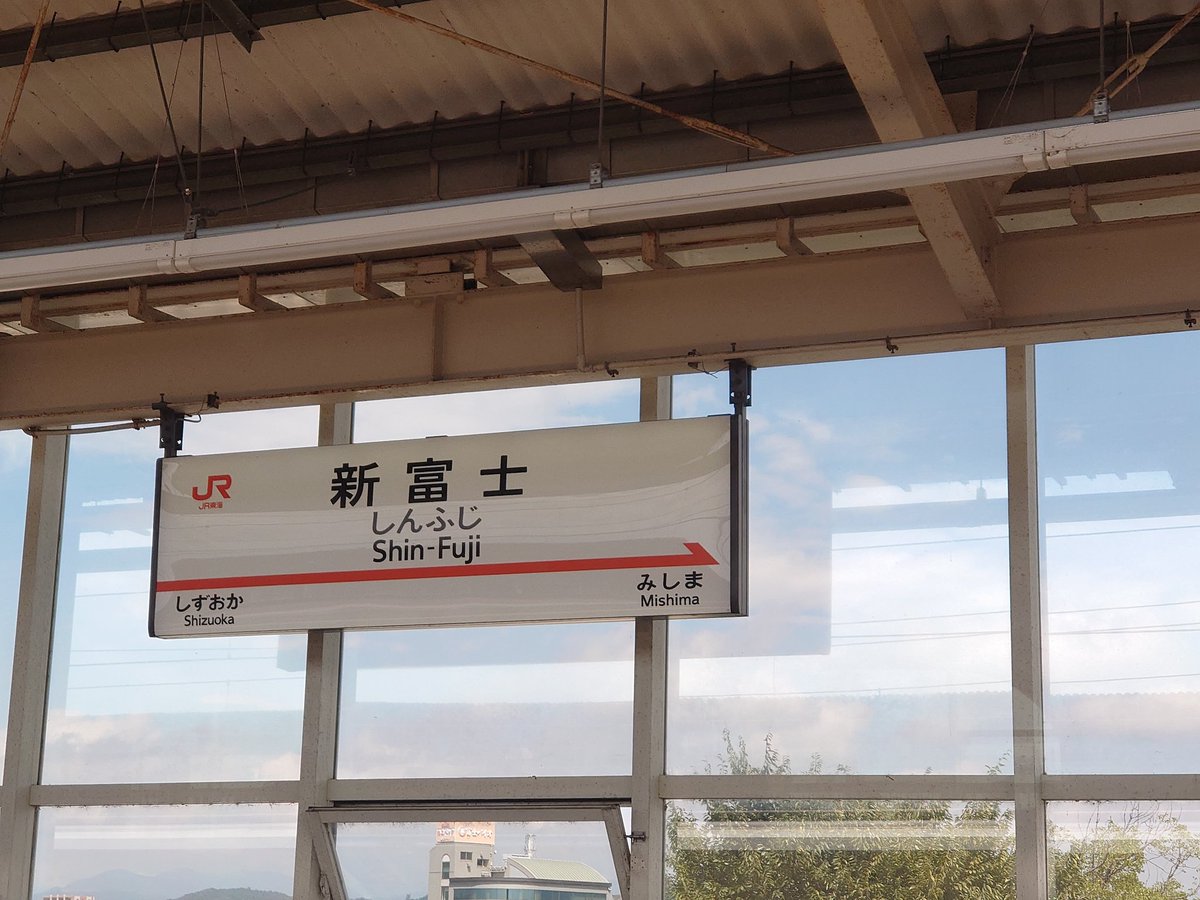 JR
JR東海
新富士
しんふじ
Shin-Fuji
しずおか
Shizuoka
みしま
Mishima